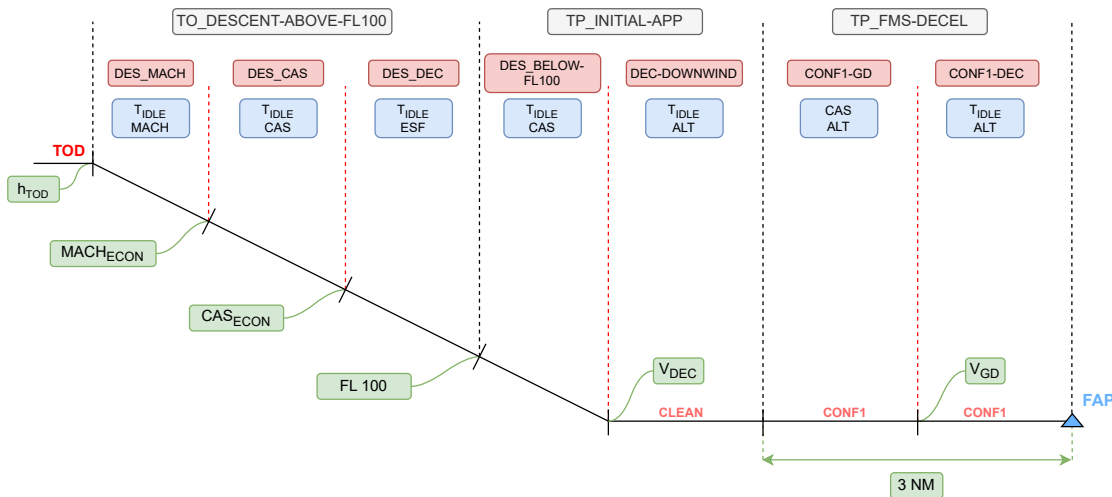 TO_DESCENT-ABOVE-FL100
TP_INITIAL-APP
TP_FMS-DECEL
DES_MACH
DES_CAS
DES_DEC
DES_BELOW-
FL100
DEC-DOWNWIND
CONF1-GD
CONF1-DEC
TIDLE
MACH
TIDLE
CAS
TIDLE
ESF
TIDLE
CAS
TIDLE
ALT
CAS
ALT
TIDLE
ALT
TOD
hTOD
MACHECON
CASECON
FL 100
VDEC
VGD
CLEAN
CONF1
CONF1
FAP
3 NM